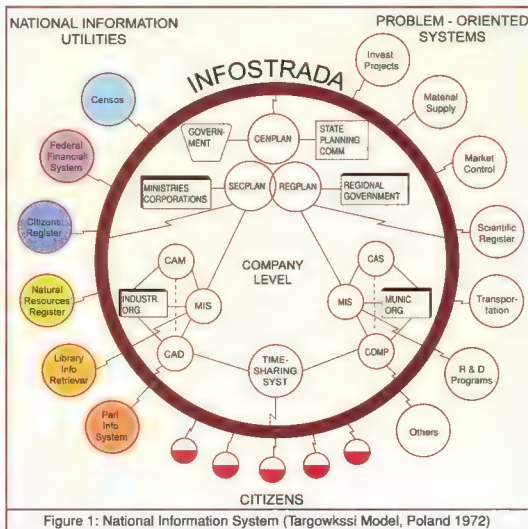 NATIONAL INFORMATION
UTILITIES
PROBLEM - ORIENTED
SYSTEMS
INFOSTRADA
Censos
Federal
Financial
System
Citizens
Register
Natural
Resources
Register
Library
Info
Retrievar
Parl
Info
System
Invest
Projects
Material
Supply
Market
Control
Scientific
Register
Transpor-
tation
R & D
Programs
Others
GOVERN-
MENT
CENPLAN
STATE
PLANNING
COMM
MINISTRIES
CORPORATIONS
SECPLAN
REGPLAN
REGIONAL
GOVERNMENT
COMPANY
LEVEL
CAM
INDUSTR.
ORG
MIS
CAD
CAS
MIS
MUNIC
ORG.
COMP
TIME-
SHARING
SYST
CITIZENS
Figure 1: National Information System (Targowkssi Model, Poland 1972)